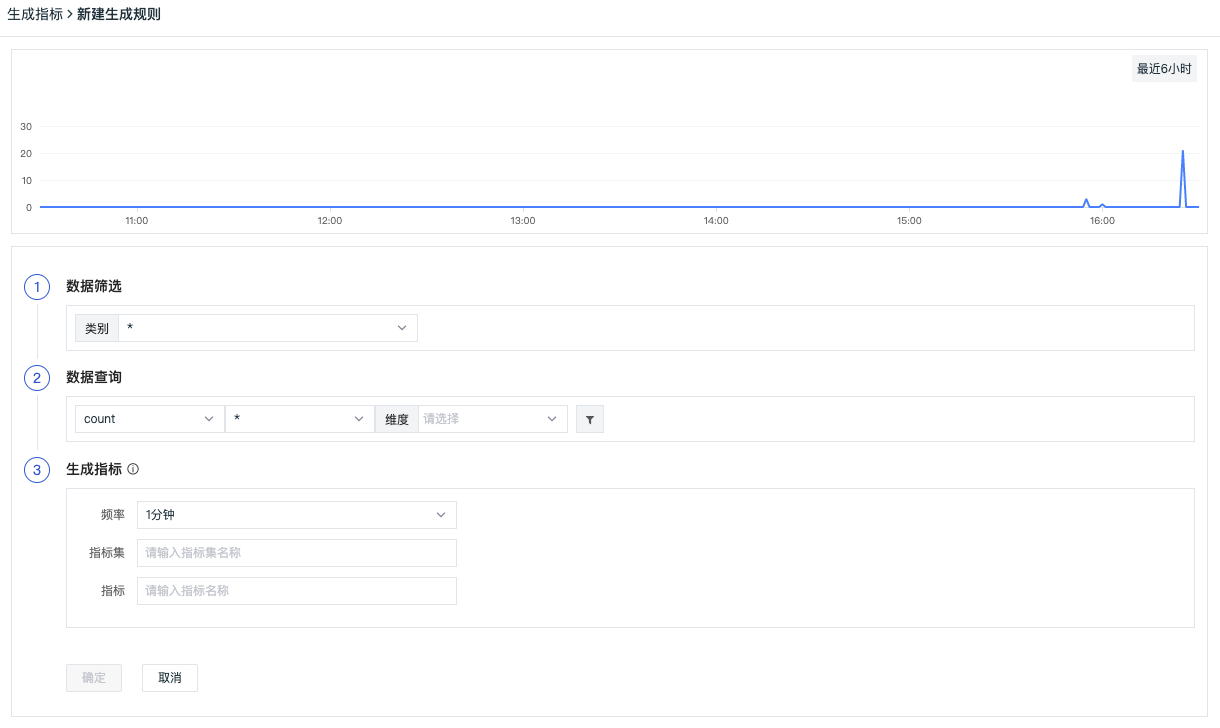 生成指标 > 新建生成规则
最近6小时
30
20
10
0
11:00 12:00 13:00 14:00 15:00 16:00
1 数据筛选
类别 *
2 数据查询
count * 维度 请选择
3 生成指标
频率 1分钟
指标集 请输入指标集名称
指标 请输入指标名称
确定 取消